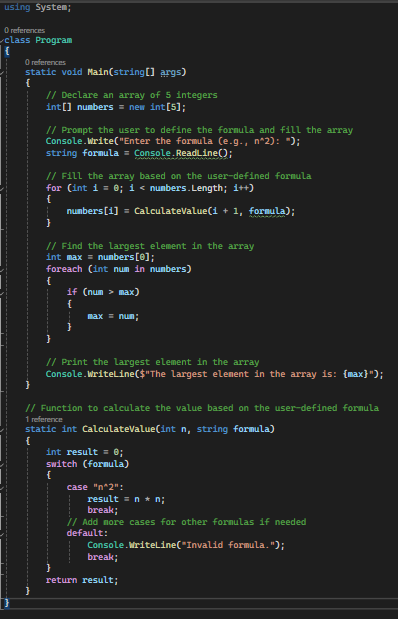 using System;
0 references
class Program
{
0 references
static void Main(string[] args)
{
// Declare an array of 5 integers
int[] numbers = new int[5];
// Prompt the user to define the formula and fill the array
Console.Write("Enter the formula (e.g., n^2): ");
string formula = Console.ReadLine();
// Fill the array based on the user-defined formula
for (int i = 0; i < numbers.Length; i++)
{
numbers[i] = CalculateValue(i + 1, formula);
}
// Find the largest element in the array
int max = numbers[0];
foreach (int num in numbers)
{
if (num > max)
{
max = num;
}
}
// Print the largest element in the array
Console.WriteLine($"The largest element in the array is: {max}");
}
// Function to calculate the value based on the user-defined formula
1 reference
static int CalculateValue(int n, string formula)
{
int result = 0;
switch (formula)
{
case "n^2":
result = n * n;
break;
// Add more cases for other formulas if needed
default:
Console.WriteLine("Invalid formula.");
break;
}
return result;
}
}